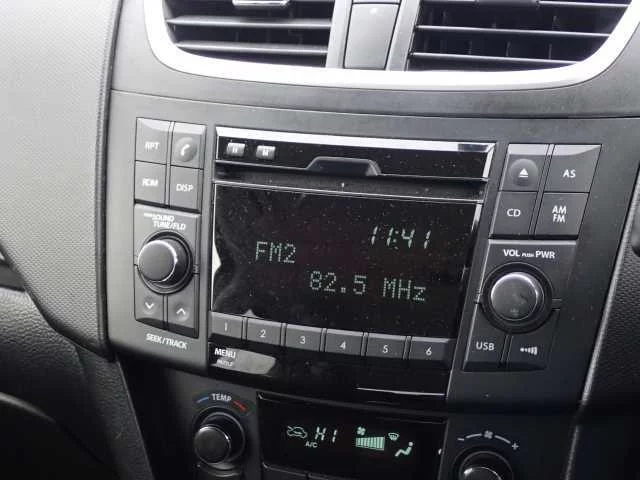 RPT
RDM DISP
SOUND
TUNE/FLD
SEEK/TRACK
11:41
FM2
82.5 MHz
1 2 3 4 5 6
MENU
AS
CD AM
FM
VOL PUSH PWR
USB
TEMP
HI
A/C